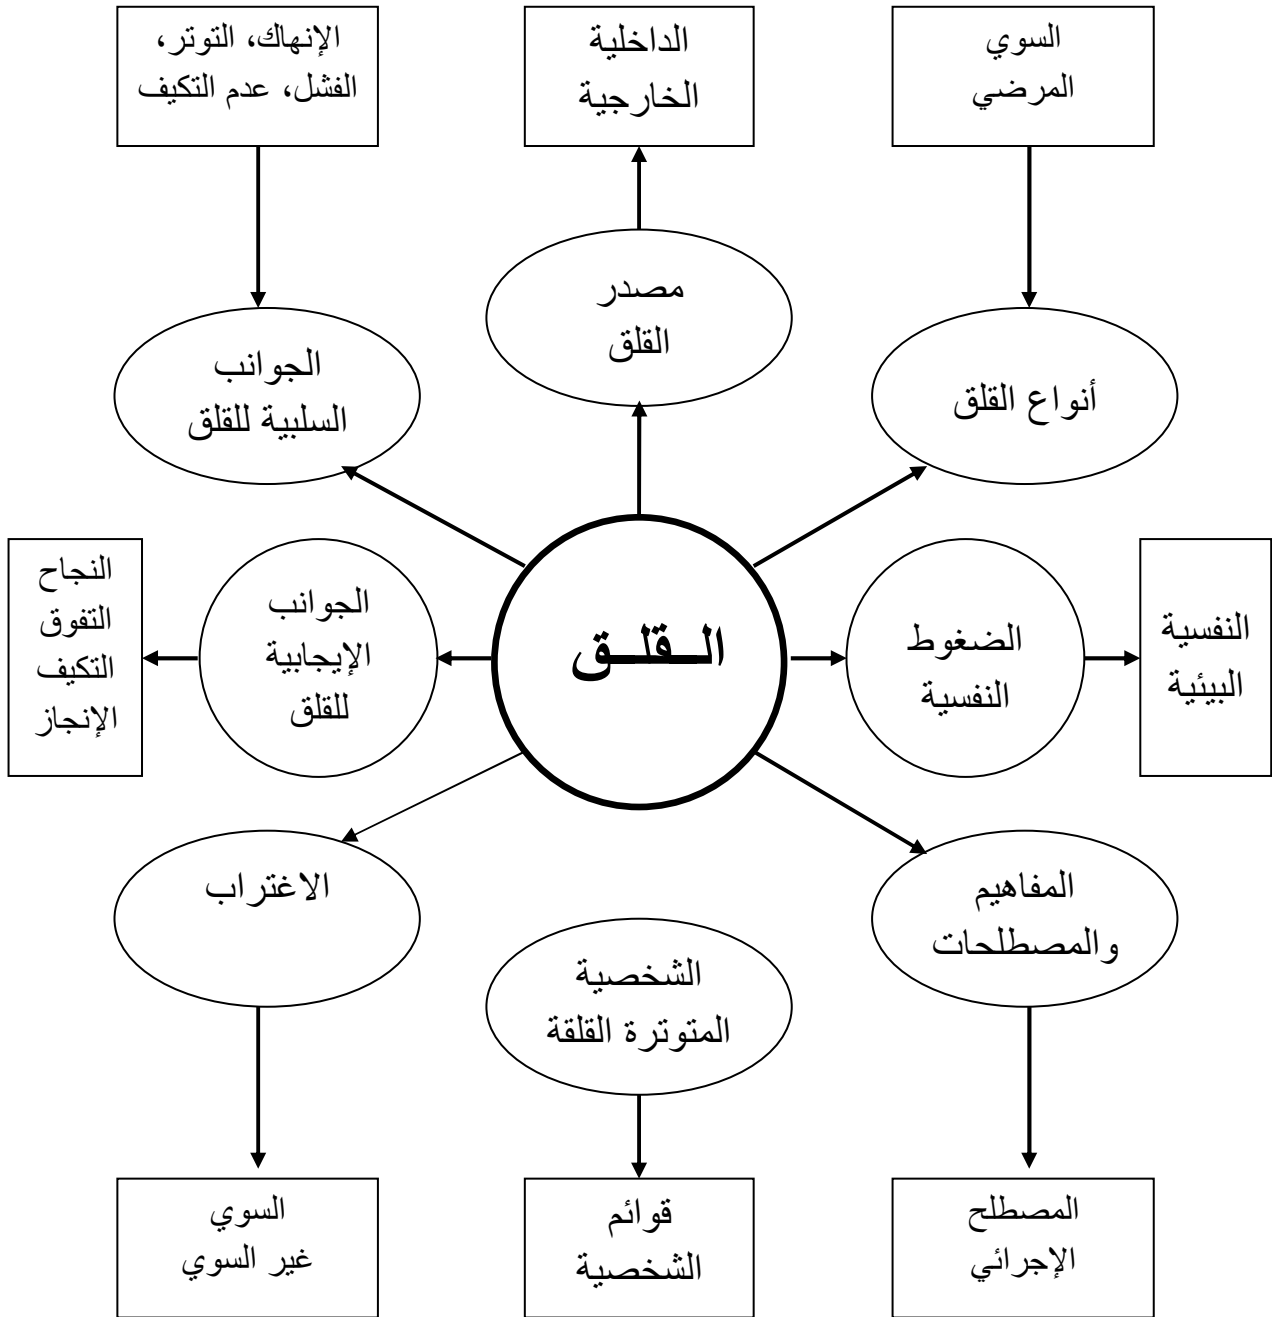 السوي
المرضي
الداخلية
الخارجية
الإنهاك، التوتر،
الفشل، عدم التكيف
مصدر
القلق
أنواع القلق
الجوانب
السلبية للقلق
النفسية
البيئية
الضغوط
النفسية
الــقلــق
الجوانب
الإيجابية
للقلق
النجاح
التفوق
التكيف
الإنجاز
المفاهيم
والمصطلحات
الشخصية
المتوترة القلقة
الاغتراب
المصطلح
الإجرائي
قوائم
الشخصية
السوي
غير السوي